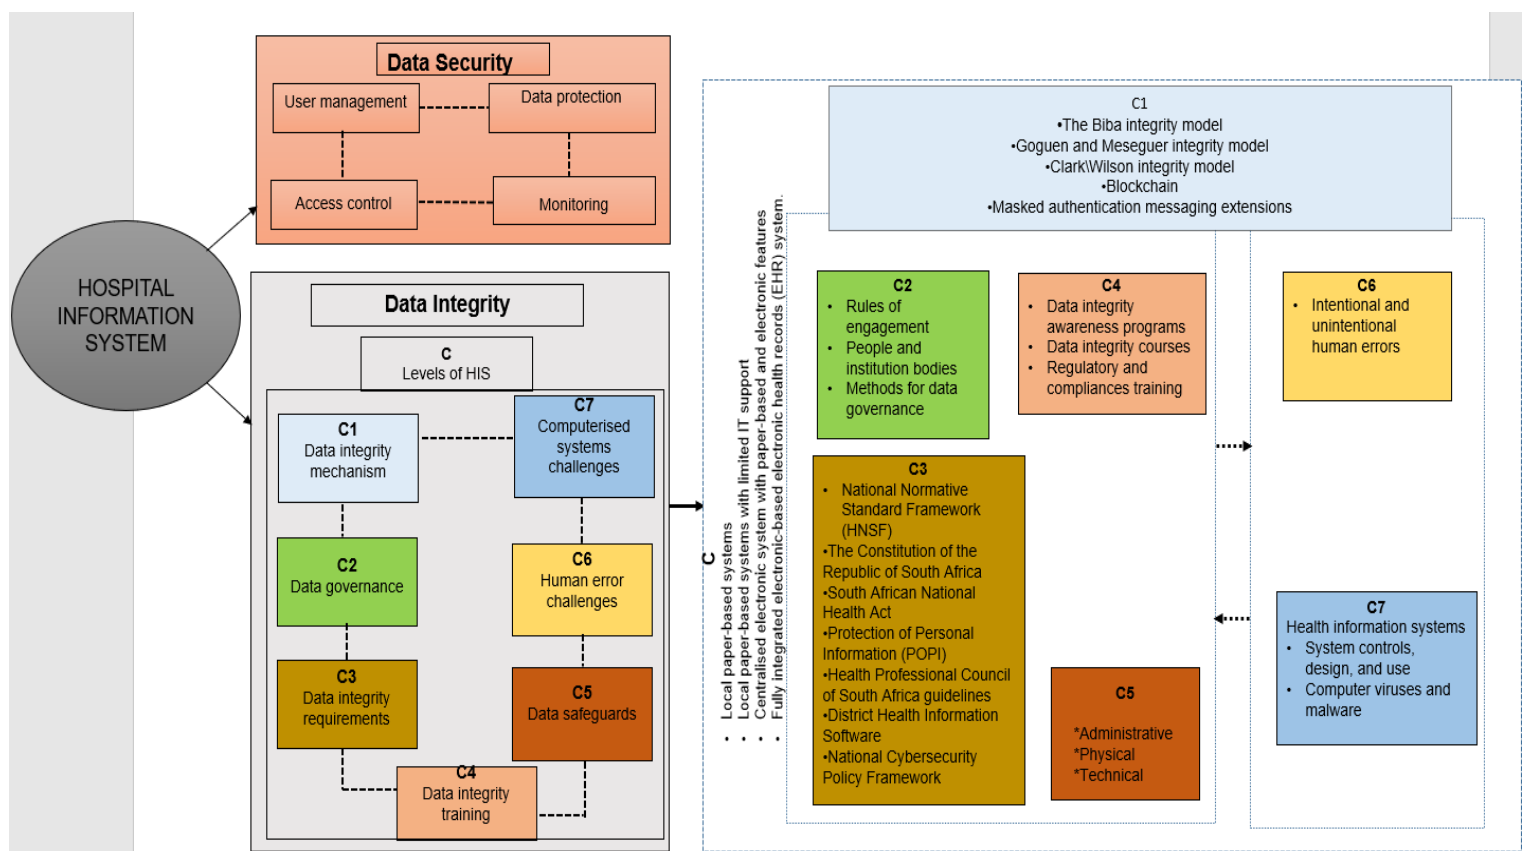 HOSPITAL
INFORMATION
SYSTEM
Data Security
User management
Data protection
Access control
Monitoring
Data Integrity
C
Levels of HIS
C1
Data integrity
mechanism
C7
Computerised
systems
challenges
C2
Data governance
C6
Human error
challenges
C3
Data integrity
requirements
C5
Data safeguards
C4
Data integrity
training
C
• Local paper-based systems
• Local paper-based systems with limited IT support
• Centralised electronic system with paper-based and electronic features
• Fully integrated electronic-based electronic health records (EHR) system.
C1
•The Biba integrity model
•Goguen and Meseguer integrity model
•Clark\Wilson integrity model
•Blockchain
•Masked authentication messaging extensions
C2
• Rules of
engagement
• People and
institution bodies
• Methods for data
governance
C4
• Data integrity
awareness programs
• Data integrity courses
• Regulatory and
compliances training
C6
• Intentional and
unintentional
human errors
C3
• National Normative
Standard Framework
(HNSF)
•The Constitution of the
Republic of South Africa
•South African National
Health Act
•Protection of Personal
Information (POPI)
•Health Professional Council
of South Africa guidelines
•District Health Information
Software
•National Cybersecurity
Policy Framework
C5
*Administrative
*Physical
*Technical
C7
Health information systems
• System controls,
design, and use
• Computer viruses and
malware